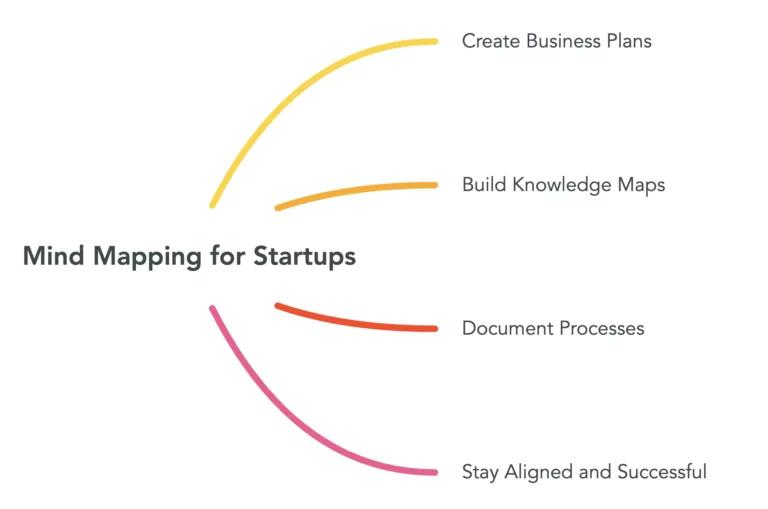 Create Business Plans
Build Knowledge Maps
Mind Mapping for Startups
Document Processes
Stay Aligned and Successful